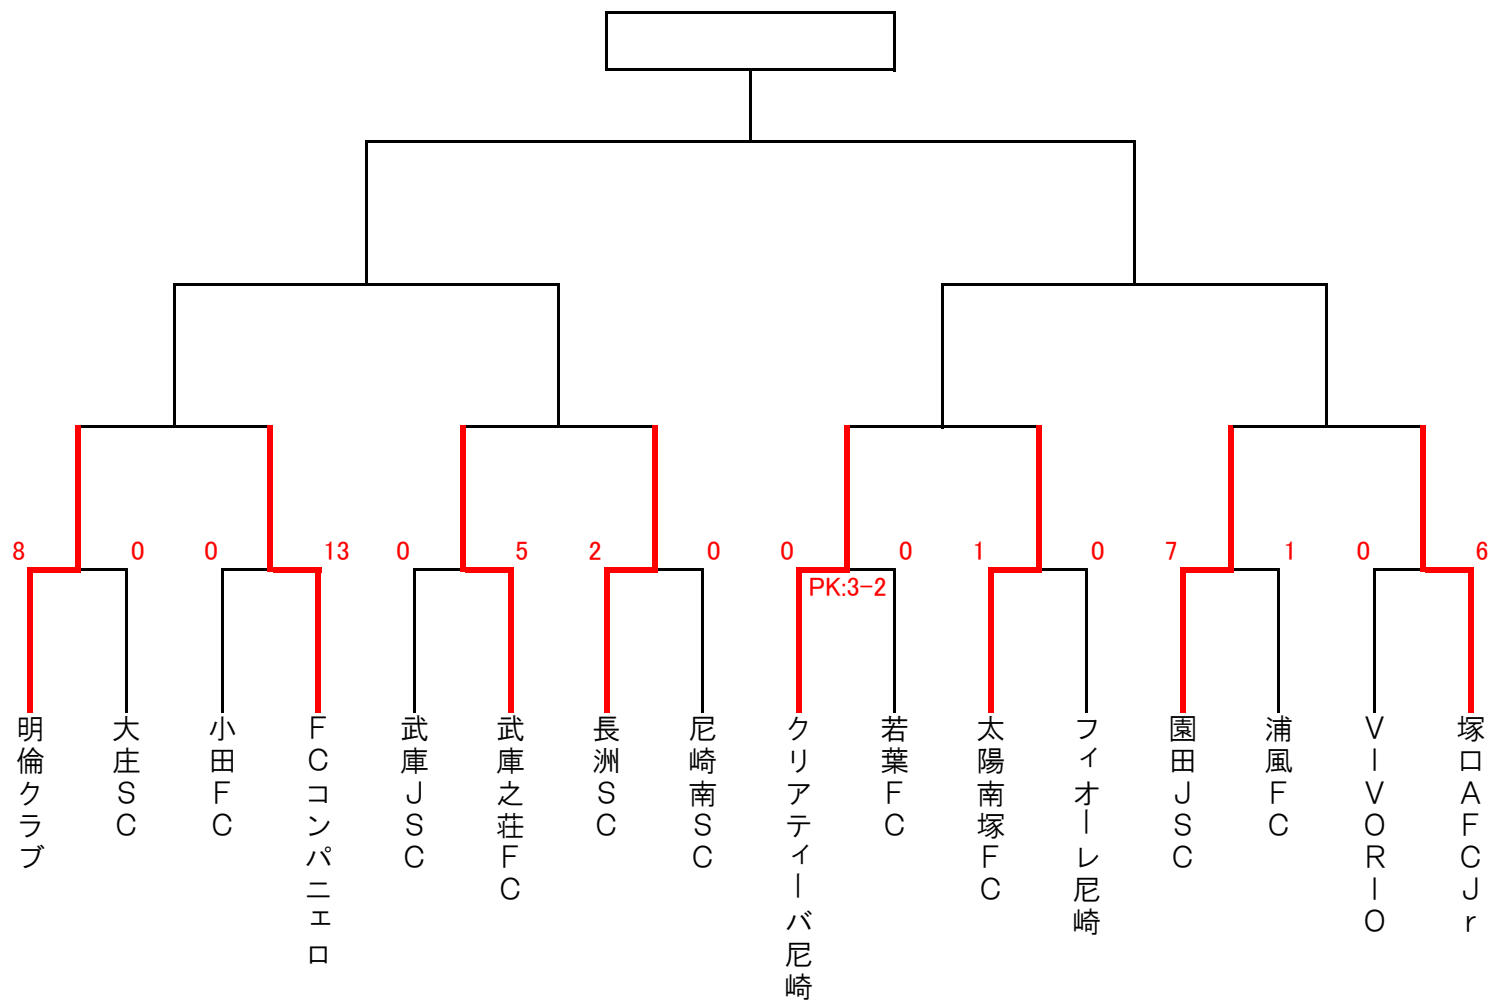 8 0 0 13 0 5 2 0 0 0 1 0 7 1 0 6
PK:3-2
明倫クラブ
大庄SC
小田FC
FCコンパニエロ
武庫JSC
武庫之荘FC
長洲SC
尼崎南SC
クリアティーバ尼崎
若葉FC
太陽南塚FC
フィオーレ尼崎
園田JSC
浦風FC
VIVORIO
塚口AFCJr